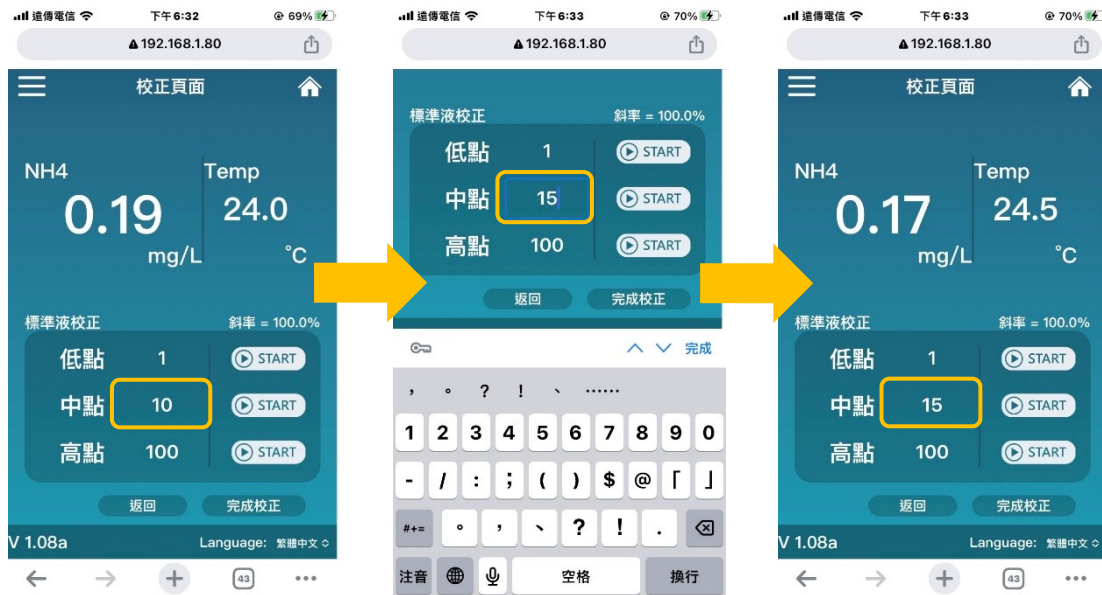 遠傳電信 下午6:32 69%
192.168.1.80
校正頁面
NH4 Temp
0.19 24.0
mg/L °C
標準液校正 斜率 = 100.0%
低點 1 START
中點 10 START
高點 100 START
返回 完成校正
V 1.08a Language: 繁體中文
43
遠傳電信 下午6:33 70%
192.168.1.80
標準液校正 斜率 = 100.0%
低點 1 START
中點 15 START
高點 100 START
返回 完成校正
完成
， 。 ? ! 、 ……
1 2 3 4 5 6 7 8 9 0
- / : ; ( ) $ @ 「 」
#+= 。 ， 、 ? ! .
注音 空格 換行
遠傳電信 下午6:33 70%
192.168.1.80
校正頁面
NH4 Temp
0.17 24.5
mg/L °C
標準液校正 斜率 = 100.0%
低點 1 START
中點 15 START
高點 100 START
返回 完成校正
V 1.08a Language: 繁體中文
43